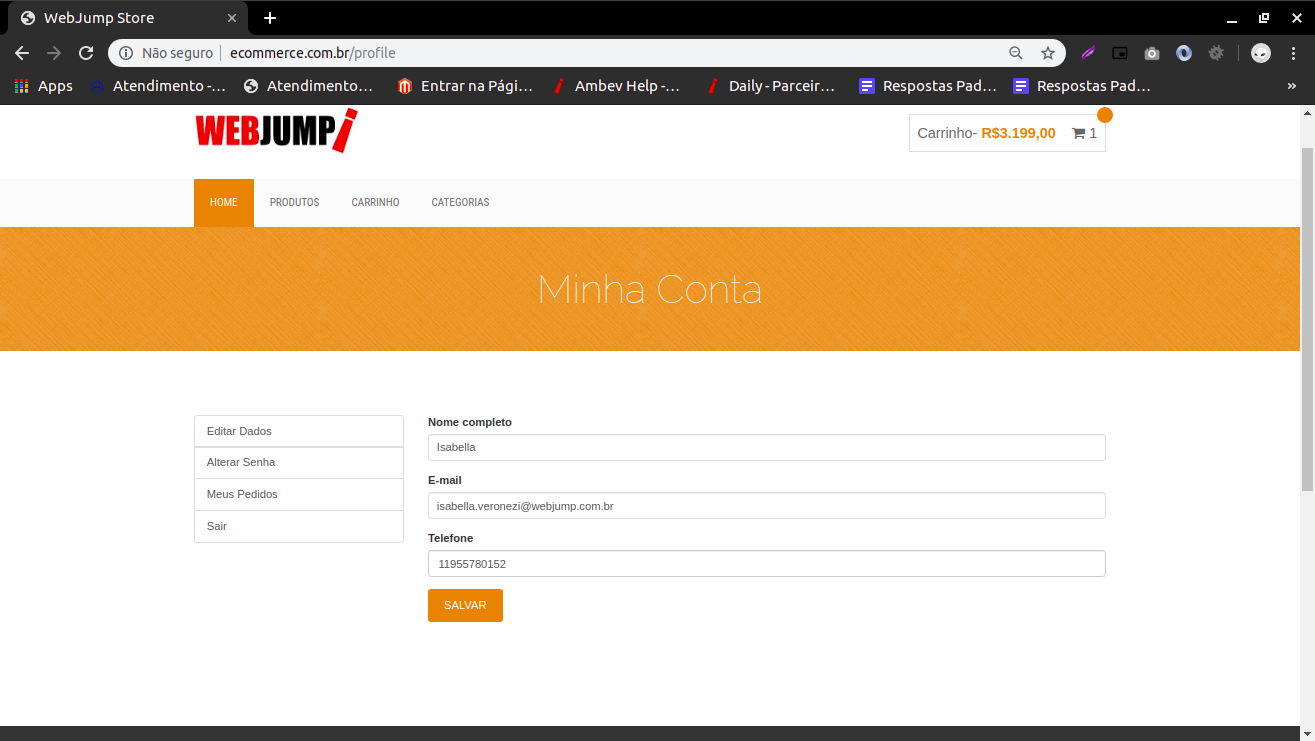 WebJump Store
Não seguro ecommerce.com.br/profile
Apps Atendimento -... Atendimento... Entrar na Pági... Ambev Help -... Daily - Parceir... Respostas Pad... Respostas Pad... »
WEBJUMP!
Carrinho- R$3.199,00 1
HOME PRODUTOS CARRINHO CATEGORIAS
Minha Conta
Editar Dados
Alterar Senha
Meus Pedidos
Sair
Nome completo
Isabella
E-mail
isabella.veronezi@webjump.com.br
Telefone
11955780152
SALVAR